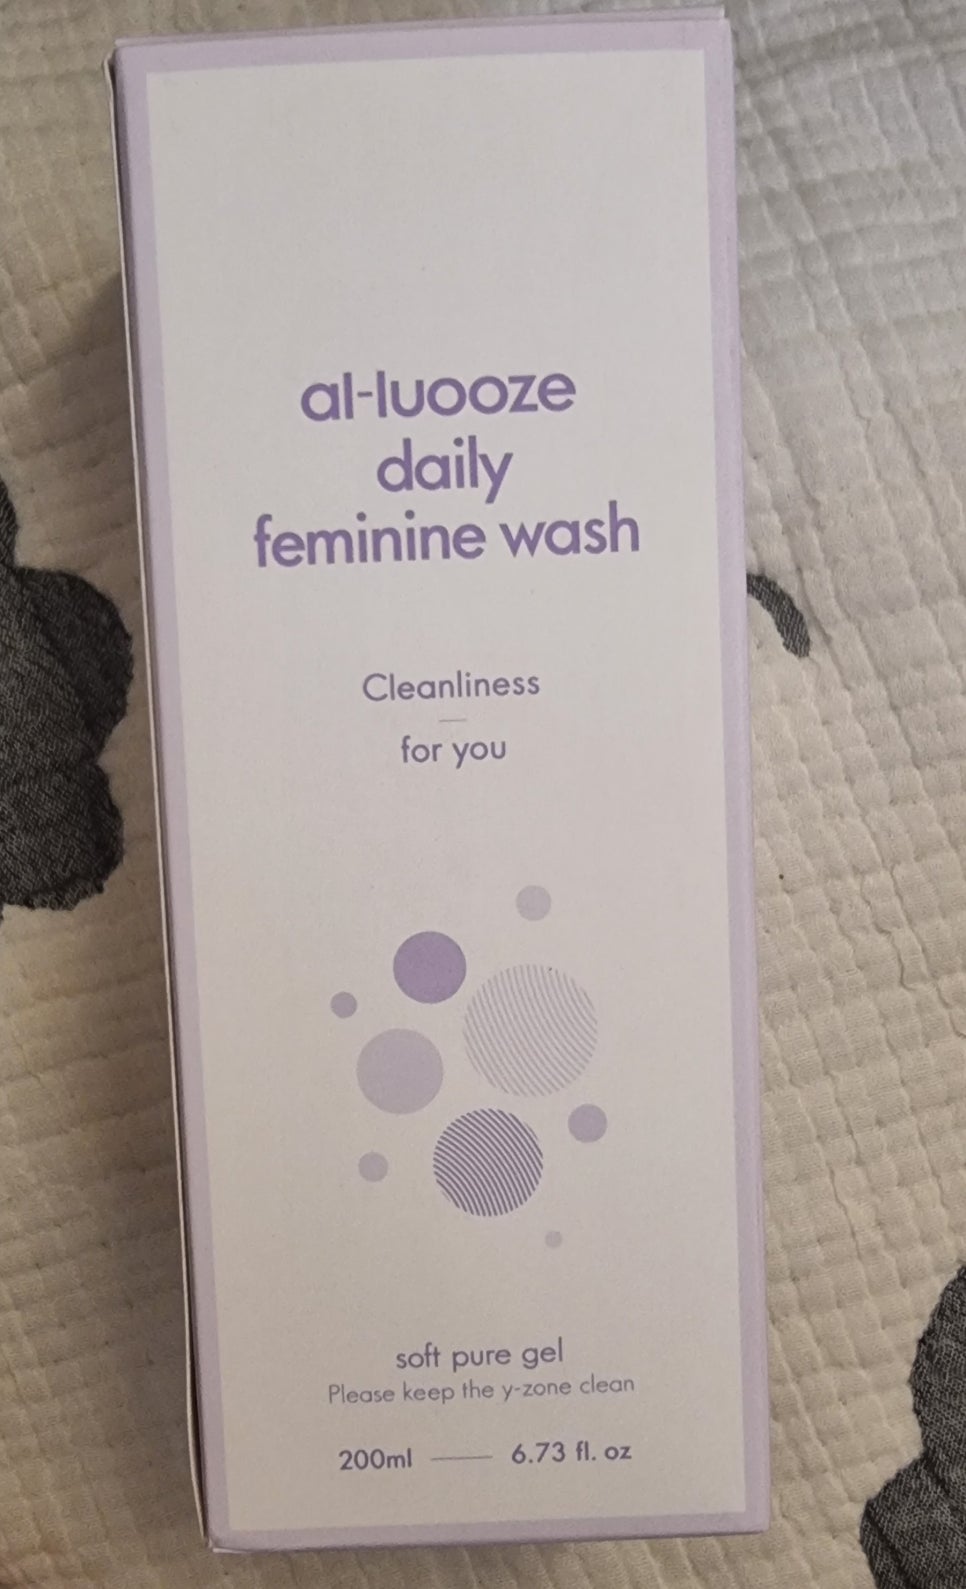 al-luooze
daily
feminine wash
Cleanliness
for you
soft pure gel
Please keep the y-zone clean
200ml — 6.73 fl. oz